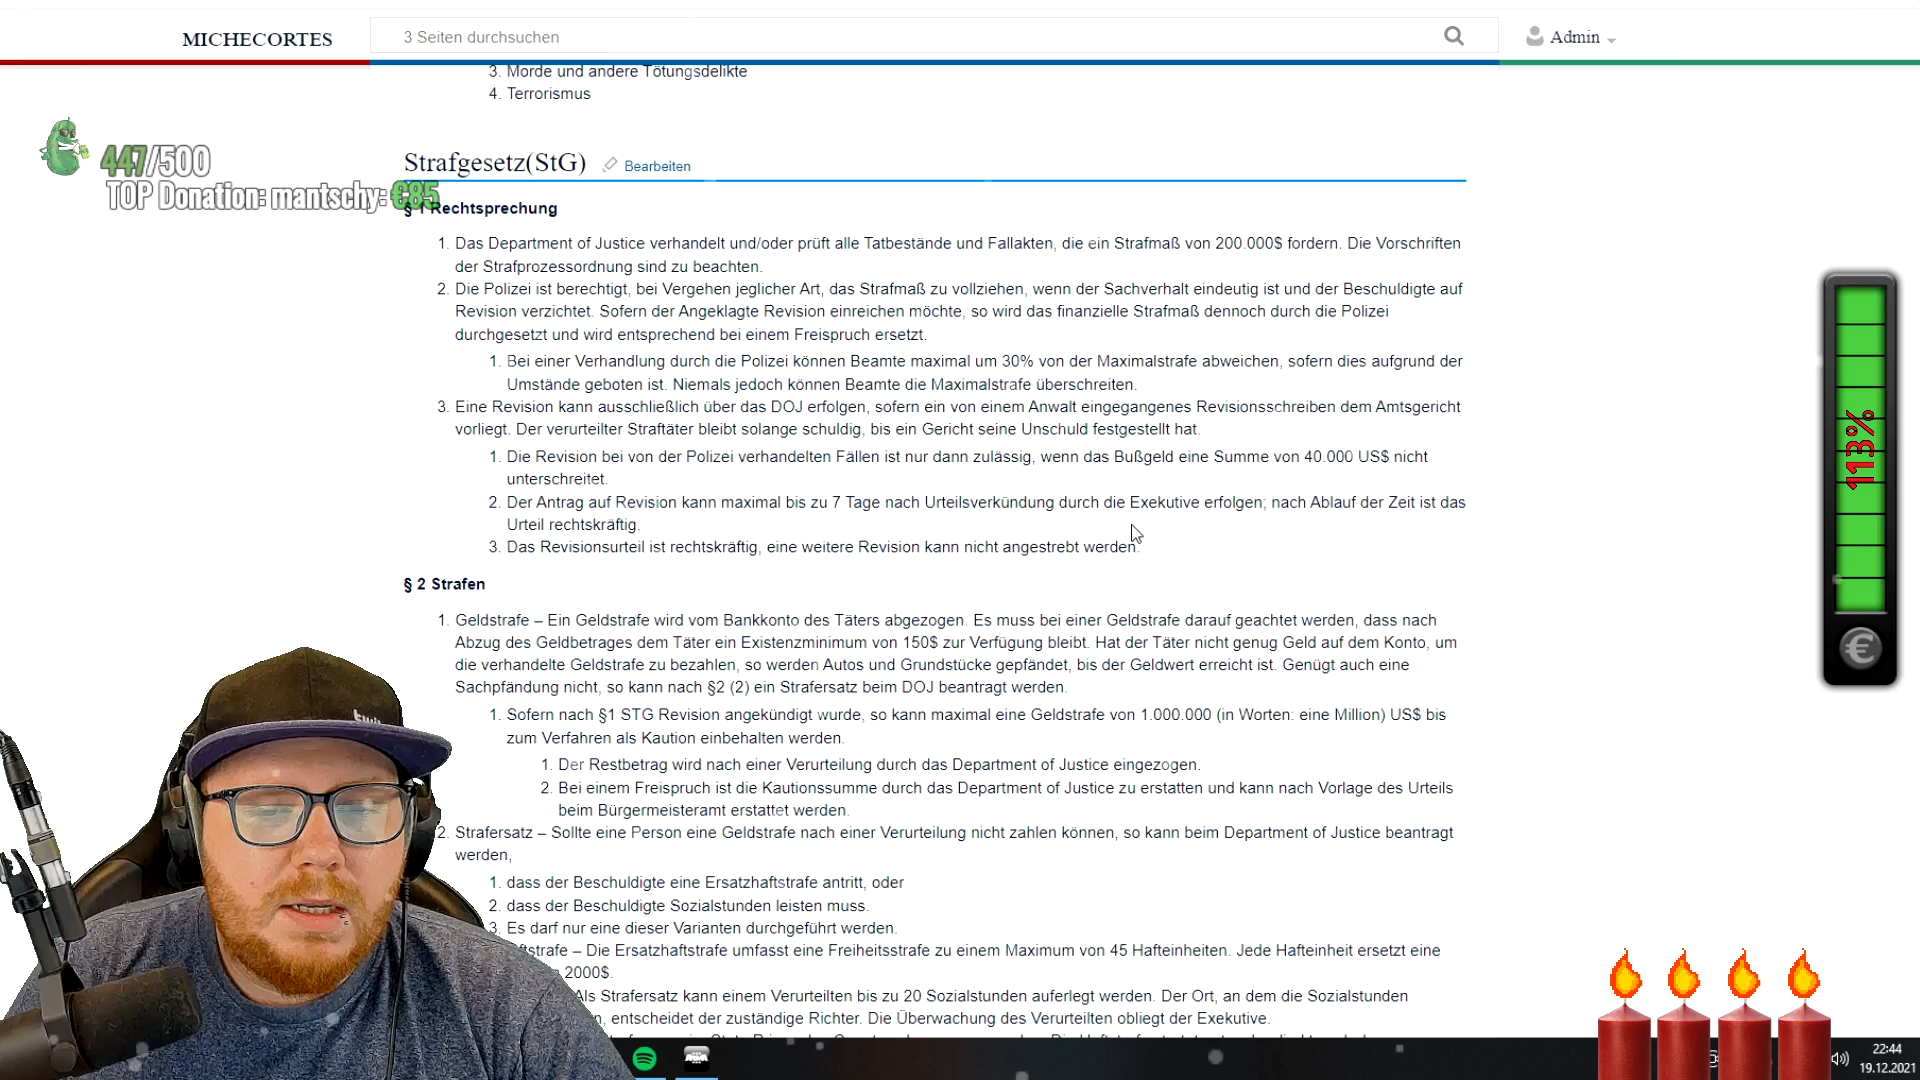 MICHECORTES
3 Seiten durchsuchen
Admin
3. Morde und andere Tötungsdelikte
4. Terrorismus
447/500
TOP Donation: mantschy: €85
Strafgesetz(StG) Bearbeiten
§ 1 Rechtsprechung
1. Das Department of Justice verhandelt und/oder prüft alle Tatbestände und Fallakten, die ein Strafmaß von 200.000$ fordern. Die Vorschriften
der Strafprozessordnung sind zu beachten.
2. Die Polizei ist berechtigt, bei Vergehen jeglicher Art, das Strafmaß zu vollziehen, wenn der Sachverhalt eindeutig ist und der Beschuldigte auf
Revision verzichtet. Sofern der Angeklagte Revision einreichen möchte, so wird das finanzielle Strafmaß dennoch durch die Polizei
durchgesetzt und wird entsprechend bei einem Freispruch ersetzt.
1. Bei einer Verhandlung durch die Polizei können Beamte maximal um 30% von der Maximalstrafe abweichen, sofern dies aufgrund der
Umstände geboten ist. Niemals jedoch können Beamte die Maximalstrafe überschreiten.
3. Eine Revision kann ausschließlich über das DOJ erfolgen, sofern ein von einem Anwalt eingegangenes Revisionsschreiben dem Amtsgericht
vorliegt. Der verurteilter Straftäter bleibt solange schuldig, bis ein Gericht seine Unschuld festgestellt hat.
1. Die Revision bei von der Polizei verhandelten Fällen ist nur dann zulässig, wenn das Bußgeld eine Summe von 40.000 US$ nicht
unterschreitet.
2. Der Antrag auf Revision kann maximal bis zu 7 Tage nach Urteilsverkündung durch die Exekutive erfolgen; nach Ablauf der Zeit ist das
Urteil rechtskräftig.
3. Das Revisionsurteil ist rechtskräftig, eine weitere Revision kann nicht angestrebt werden.
113%
€
§ 2 Strafen
1. Geldstrafe – Ein Geldstrafe wird vom Bankkonto des Täters abgezogen. Es muss bei einer Geldstrafe darauf geachtet werden, dass nach
Abzug des Geldbetrages dem Täter ein Existenzminimum von 150$ zur Verfügung bleibt. Hat der Täter nicht genug Geld auf dem Konto, um
die verhandelte Geldstrafe zu bezahlen, so werden Autos und Grundstücke gepfändet, bis der Geldwert erreicht ist. Genügt auch eine
Sachpfändung nicht, so kann nach §2 (2) ein Strafersatz beim DOJ beantragt werden.
1. Sofern nach §1 STG Revision angekündigt wurde, so kann maximal eine Geldstrafe von 1.000.000 (in Worten: eine Million) US$ bis
zum Verfahren als Kaution einbehalten werden.
1. Der Restbetrag wird nach einer Verurteilung durch das Department of Justice eingezogen.
2. Bei einem Freispruch ist die Kautionssumme durch das Department of Justice zu erstatten und kann nach Vorlage des Urteils
beim Bürgermeisteramt erstattet werden.
2. Strafersatz – Sollte eine Person eine Geldstrafe nach einer Verurteilung nicht zahlen können, so kann beim Department of Justice beantragt
werden,
1. dass der Beschuldigte eine Ersatzhaftstrafe antritt, oder
2. dass der Beschuldigte Sozialstunden leisten muss.
3. Es darf nur eine dieser Varianten durchgeführt werden.
ftstrafe – Die Ersatzhaftstrafe umfasst eine Freiheitsstrafe zu einem Maximum von 45 Hafteinheiten. Jede Hafteinheit ersetzt eine
2000$.
Als Strafersatz kann einem Verurteilten bis zu 20 Sozialstunden auferlegt werden. Der Ort, an dem die Sozialstunden
n, entscheidet der zuständige Richter. Die Überwachung des Verurteilten obliegt der Exekutive.
22:44
19.12.2021